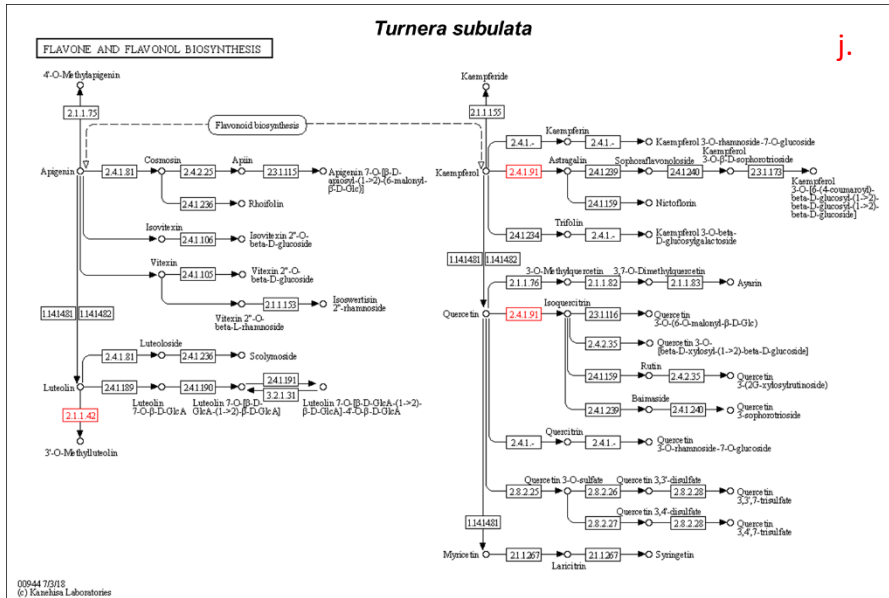 Turnera subulata
j.
FLAVONE AND FLAVONOL BIOSYNTHESIS
4'-O-Methylapigenin
2.1.1.75
Flavonoid biosynthesis
Kaempferide
2.1.1.155
Apigenin
2.4.1.81
Cosmosin
2.4.2.25
Apiin
2.3.1.115
Apigenin 7-O-[β-D-
apiosyl-(1->2)-(6-malonyl-
β-D-Glc)]
2.4.1.236
Rhoifolin
Isovitexin
2.4.1.106
Isovitexin 2''-O-
beta-D-glucoside
Vitexin
2.4.1.105
Vitexin 2''-O-
beta-D-glucoside
2.1.1.153
Isoswertisin
2''-rhamnoside
Vitexin 2''-O-
beta-L-rhamnoside
1.14.14.81
1.14.14.82
Luteolin
2.4.1.81
Luteoloside
2.4.1.236
Scolymoside
2.4.1.189
Luteolin
7-O-β-D-GlcA
2.4.1.190
Luteolin 7-O-[β-D-
GlcA-(1->2)-β-D-GlcA]
2.4.1.191
3.2.1.31
Luteolin 7-O-[β-D-GlcA-(1->2)-
β-D-GlcA]-4'-O-β-D-GlcA
2.1.1.42
3'-O-Methylluteolin
Kaempferol
2.4.1.-
Kaempferin
2.4.1.-
Kaempferol 3-O-rhamnoside-7-O-glucoside
2.4.1.91
Astragalin
2.4.1.239
Sophoraflavonoloside
2.4.1.240
Kaempferol
3-O-β-D-sophorotrioside
2.3.1.173
Kaempferol
3-O-[6-(4-coumaroyl)-
beta-D-glucosyl-(1->2)-
beta-D-glucosyl-(1->2)-
beta-D-glucoside]
2.4.1.159
Nictoflorin
2.4.1.234
Trifolin
2.4.1.-
Kaempferol 3-O-beta-
D-glucosylgalactoside
1.14.14.81
1.14.14.82
Quercetin
2.1.1.76
3-O-Methylquercetin
2.1.1.82
3,7-O-Dimethylquercetin
2.1.1.83
Ayarin
2.4.1.91
Isoquercitrin
2.3.1.116
Quercetin
3-O-(6-O-malonyl-β-D-Glc)
2.4.2.35
Quercetin 3-O-
[beta-D-xylosyl-(1->2)-beta-D-glucoside]
2.4.1.159
Rutin
2.4.2.35
Quercetin
3-(2G-xylosylrutinoside)
2.4.1.239
Baimaside
2.4.1.240
Quercetin
3-sophorotrioside
2.4.1.-
Quercitrin
2.4.1.-
Quercetin
3-O-rhamnoside-7-O-glucoside
2.8.2.25
Quercetin 3-O-sulfate
2.8.2.26
Quercetin 3,3'-disulfate
2.8.2.28
Quercetin
3,3',7-trisulfate
2.8.2.27
Quercetin 3,4'-disulfate
2.8.2.28
Quercetin
3,4',7-trisulfate
1.14.14.81
Myricetin
2.1.1.267
Laricitrin
2.1.1.267
Syringetin
00944 7/3/18
(c) Kanehisa Laboratories